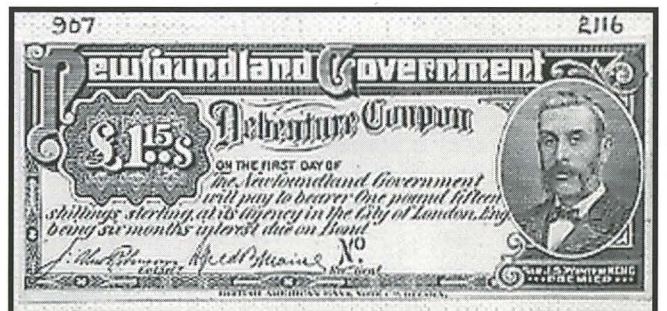 907 2116
Newfoundland Government
£1.15s Debenture Coupon
ON THE FIRST DAY OF
The Newfoundland Government
will pay to bearer One pound fifteen
shillings sterling, at its Agency in the City of London, Eng
being six months interest due on Bond
No
PREMIER